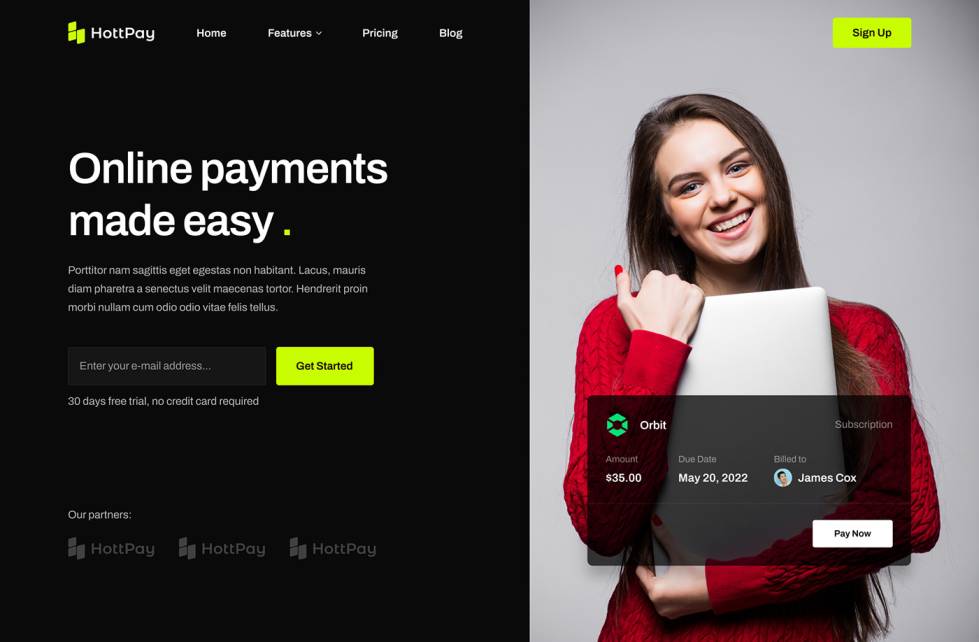 HottPay
Home
Features
Pricing
Blog
Sign Up
Online payments
made easy .
Porttitor nam sagittis eget egestas non habitant. Lacus, mauris
diam pharetra a senectus velit maecenas tortor. Hendrerit proin
morbi nullam cum odio odio vitae felis tellus.
Enter your e-mail address...
Get Started
30 days free trial, no credit card required
Our partners:
HottPay
HottPay
HottPay
Orbit
Subscription
Amount
Due Date
Billed to
$35.00
May 20, 2022
James Cox
Pay Now